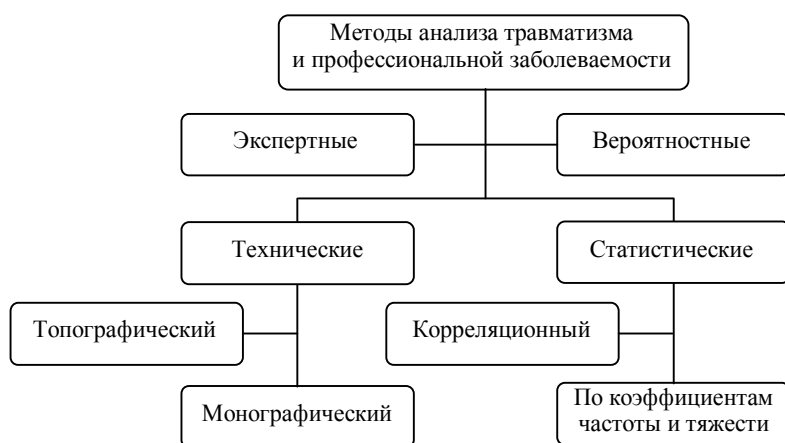 Методы анализа травматизма
и профессиональной заболеваемости
Экспертные
Вероятностные
Технические
Статистические
Топографический
Корреляционный
Монографический
По коэффициентам
частоты и тяжести